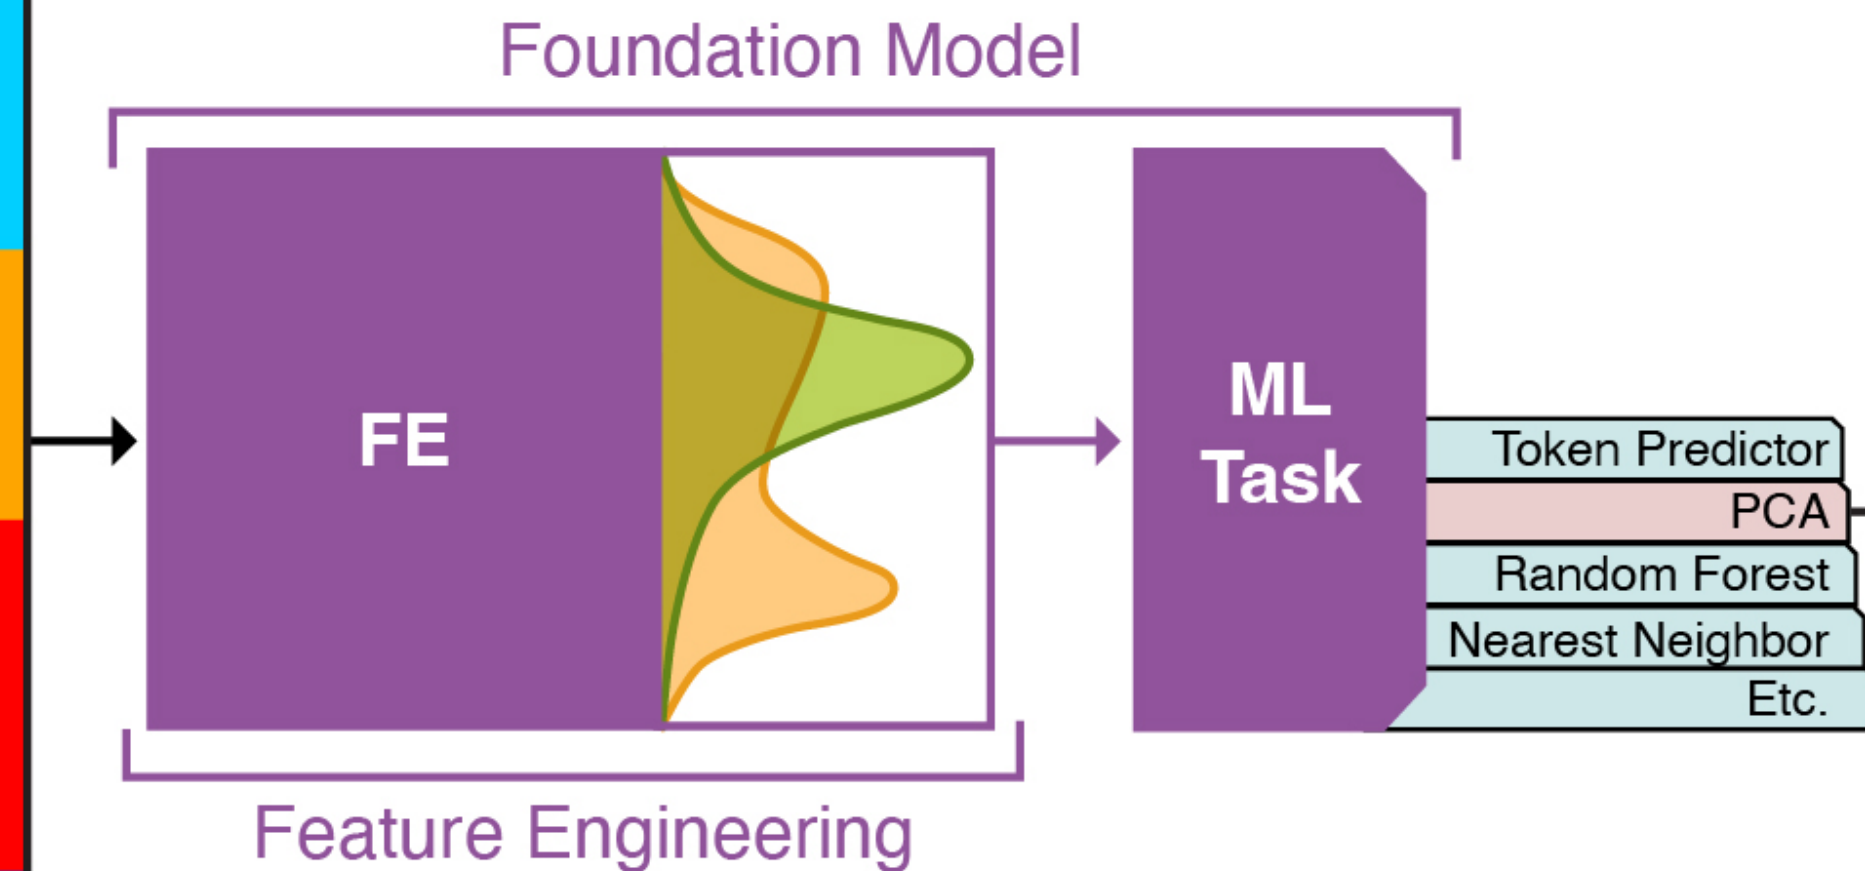 Foundation Model
FE
ML
Task
Token Predictor
PCA
Random Forest
Nearest Neighbor
Etc.
Feature Engineering